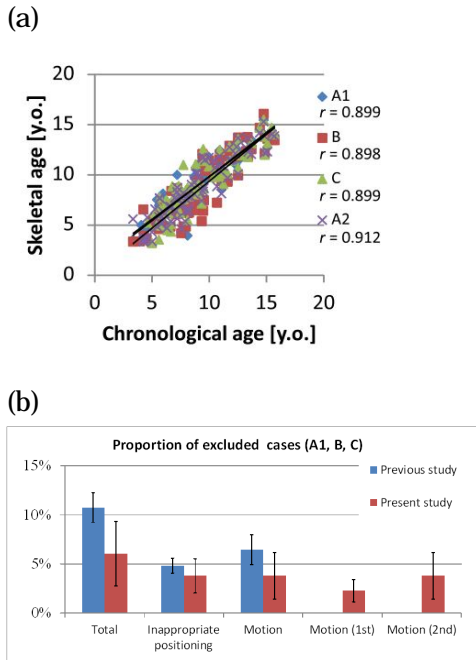 (a)
20
15
10
5
0
Skeletal age [y.o.]
0 5 10 15 20
Chronological age [y.o.]
A1
r = 0.899
B
r = 0.898
C
r = 0.899
A2
r = 0.912
(b)
Proportion of excluded cases (A1, B, C)
15%
10%
5%
0%
Previous study
Present study
Total
Inappropriate
positioning
Motion
Motion (1st)
Motion (2nd)